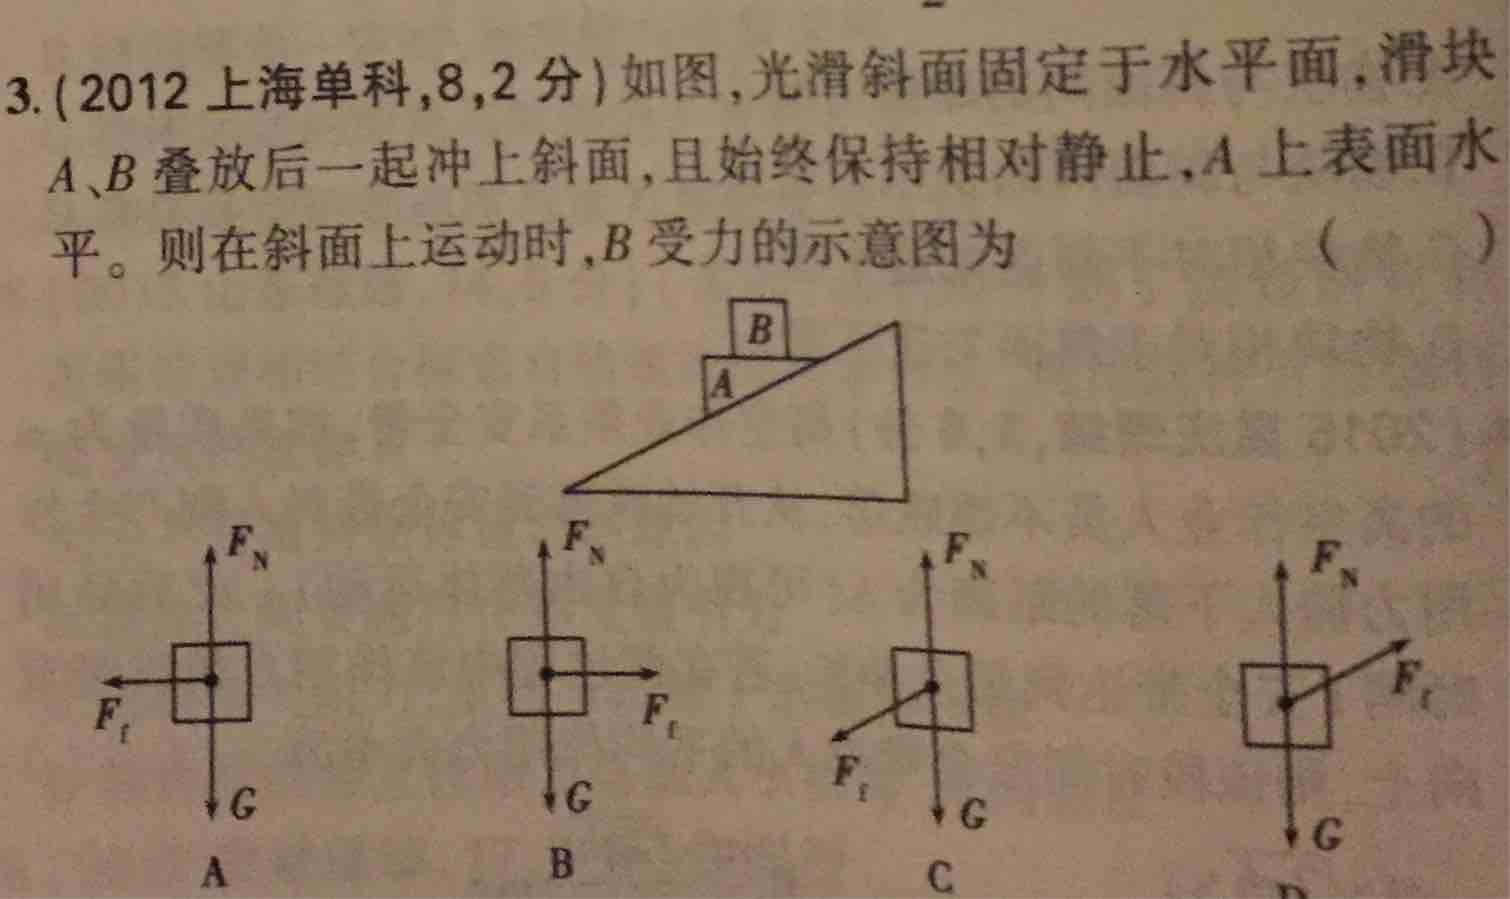 3.(2012 上海单科,8,2 分)如图,光滑斜面固定于水平面,滑块
A、B 叠放后一起冲上斜面,且始终保持相对静止,A 上表面水
平。则在斜面上运动时,B 受力的示意图为 ( )
B
A
F_N
F_f
G
A
F_N
F_f
G
B
F_N
F_f
G
C
F_N
F_f
G